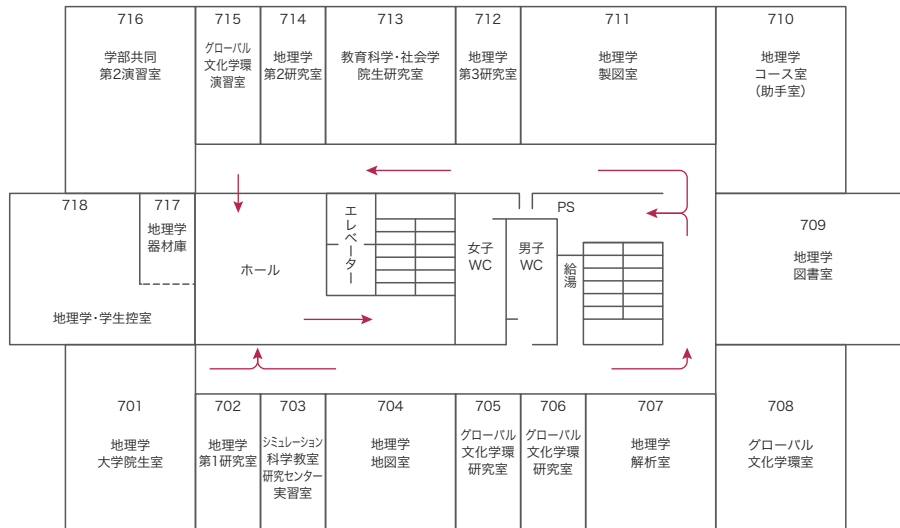 716
学部共同
第2演習室
715
グローバル
文化学環
演習室
714
地理学
第2研究室
713
教育科学・社会学
院生研究室
712
地理学
第3研究室
711
地理学
製図室
710
地理学
コース室
（助手室）
718
地理学・学生控室
717
地理学
器材庫
ホール
エレベーター
女子
WC
男子
WC
PS
給湯
709
地理学
図書室
701
地理学
大学院生室
702
地理学
第1研究室
703
シミュレーション
科学教室
研究センター
実習室
704
地理学
地図室
705
グローバル
文化学環
研究室
706
グローバル
文化学環
研究室
707
地理学
解析室
708
グローバル
文化学環室